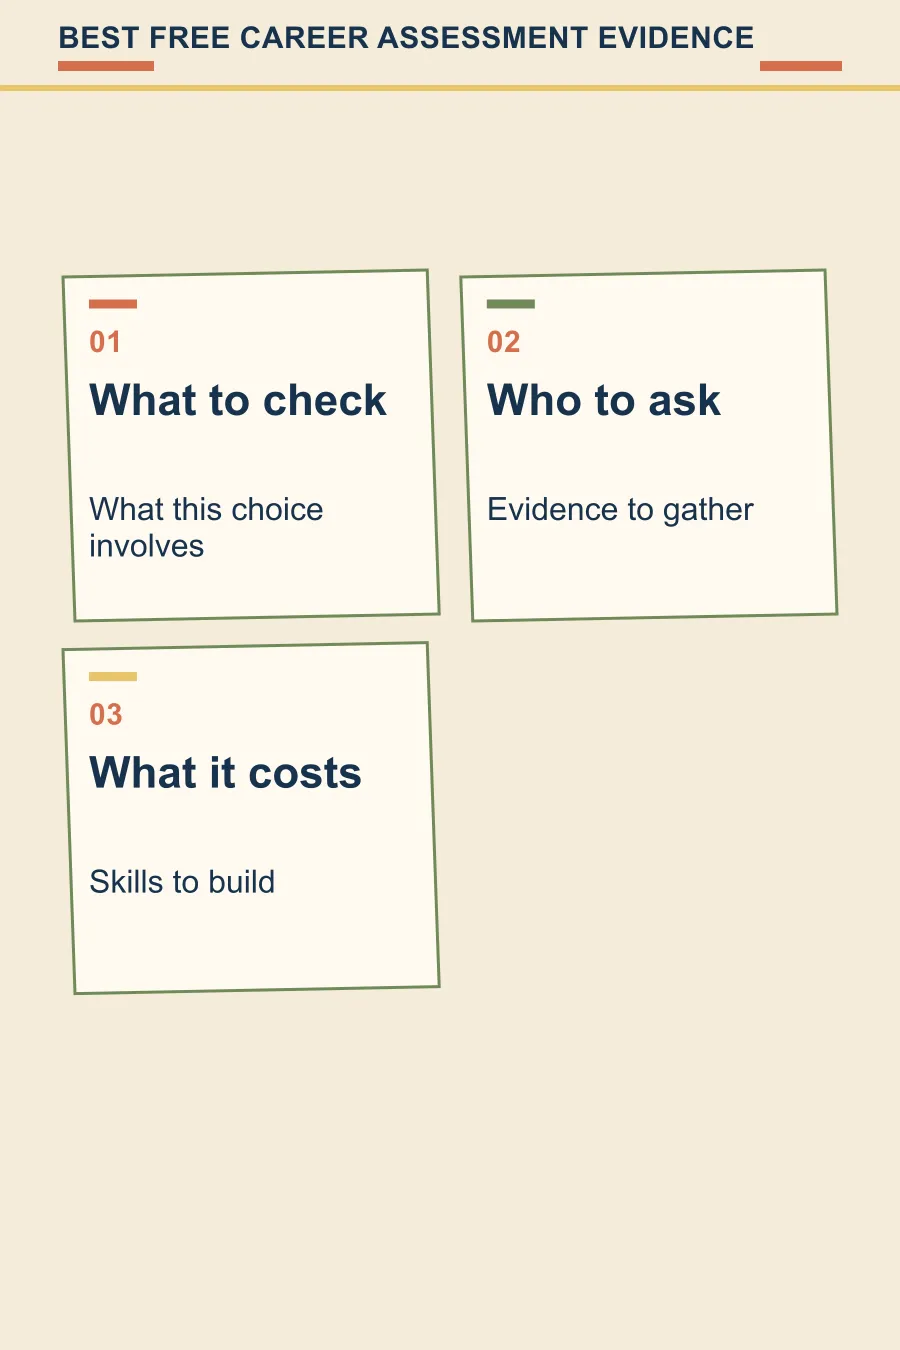 BEST FREE CAREER ASSESSMENT EVIDENCE
01
What to check
What this choice
involves
02
Who to ask
Evidence to gather
03
What it costs
Skills to build